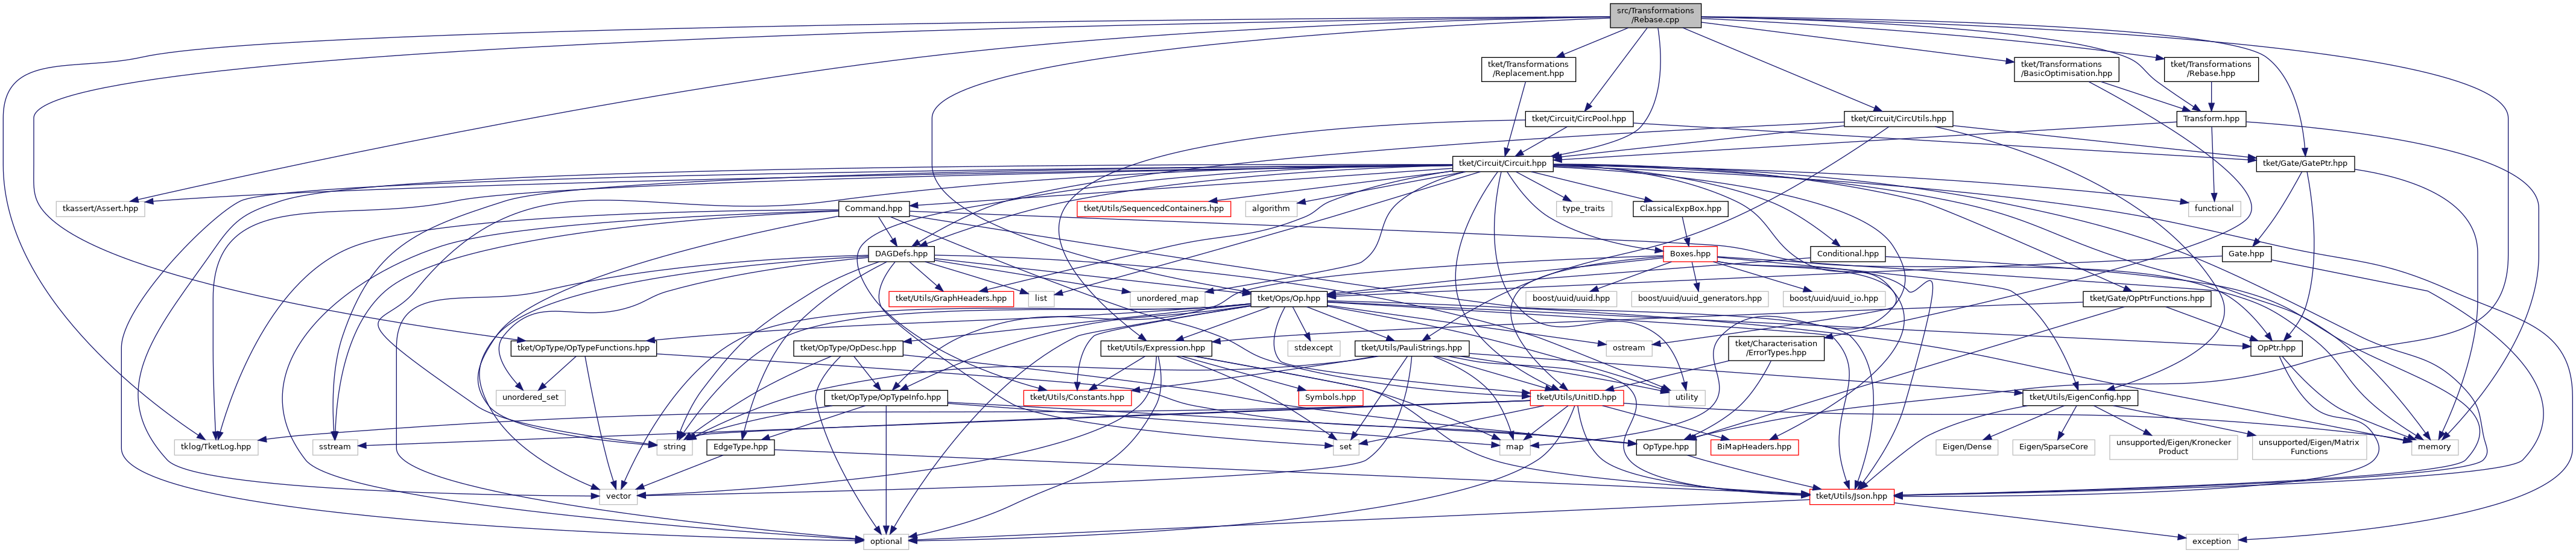 src/Transformations
/Rebase.cpp
tket/Transformations
/Replacement.hpp
tket/Transformations
/BasicOptimisation.hpp
tket/Transformations
/Rebase.hpp
tket/Circuit/CircPool.hpp
tket/Circuit/CircUtils.hpp
Transform.hpp
tket/Circuit/Circuit.hpp
tket/Gate/GatePtr.hpp
tkassert/Assert.hpp
Command.hpp
tket/Utils/SequencedContainers.hpp
algorithm
type_traits
ClassicalExpBox.hpp
functional
DAGDefs.hpp
Boxes.hpp
Conditional.hpp
Gate.hpp
tket/Utils/GraphHeaders.hpp
list
unordered_map
tket/Ops/Op.hpp
boost/uuid/uuid.hpp
boost/uuid/uuid_generators.hpp
boost/uuid/uuid_io.hpp
tket/Gate/OpPtrFunctions.hpp
tket/OpType/OpTypeFunctions.hpp
tket/OpType/OpDesc.hpp
tket/Utils/Expression.hpp
stdexcept
tket/Utils/PauliStrings.hpp
ostream
tket/Characterisation
/ErrorTypes.hpp
OpPtr.hpp
unordered_set
tket/OpType/OpTypeInfo.hpp
tket/Utils/Constants.hpp
Symbols.hpp
tket/Utils/UnitID.hpp
utility
tket/Utils/EigenConfig.hpp
tklog/TketLog.hpp
sstream
string
EdgeType.hpp
set
map
OpType.hpp
BiMapHeaders.hpp
Eigen/Dense
Eigen/SparseCore
unsupported/Eigen/Kronecker
Product
unsupported/Eigen/Matrix
Functions
memory
vector
tket/Utils/Json.hpp
optional
exception